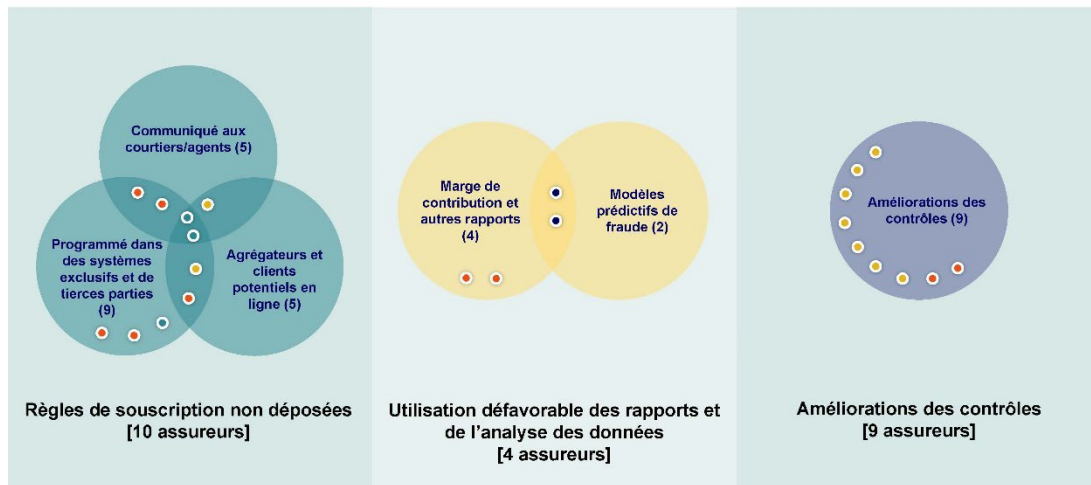 Communiqué aux
courtiers/agents (5)
Programmé dans
des systèmes
exclusifs et de
tierces parties
(9)
Agrégateurs et
clients
potentiels en
ligne (5)
Règles de souscription non déposées
[10 assureurs]
Marge de
contribution et
autres rapports
(4)
Modèles
prédictifs de
fraude (2)
Utilisation défavorable des rapports et
de l'analyse des données
[4 assureurs]
Améliorations des
contrôles (9)
Améliorations des contrôles
[9 assureurs]